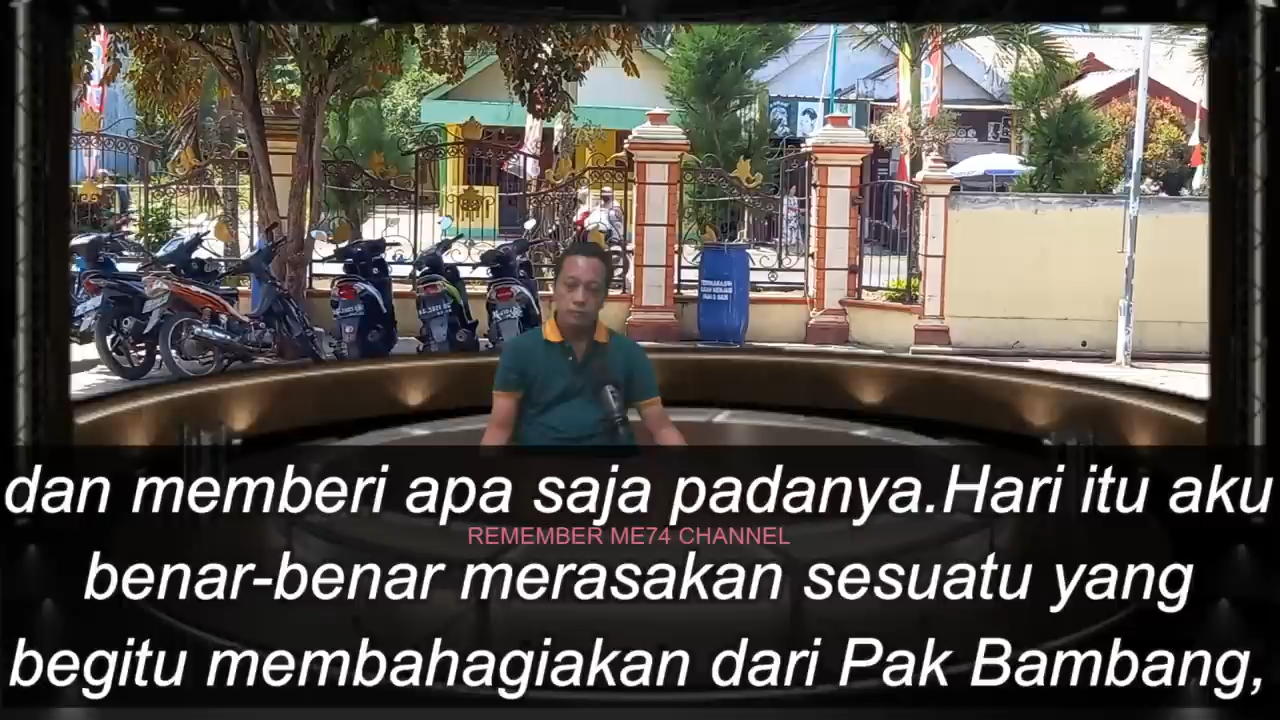 dan memberi apa saja padanya.Hari itu aku
REMEMBER ME74 CHANNEL
benar-benar merasakan sesuatu yang
begitu membahagiakan dari Pak Bambang,